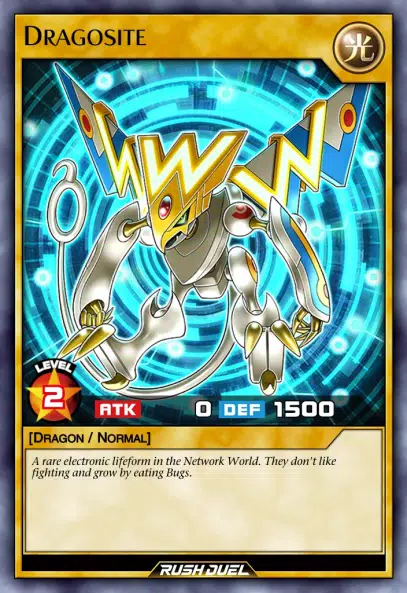 Dragosite
光
W W W
LEVEL
2
ATK 0 DEF 1500
[Dragon / Normal]
A rare electronic lifeform in the Network World. They don't like
fighting and grow by eating Bugs.
RUSH DUEL